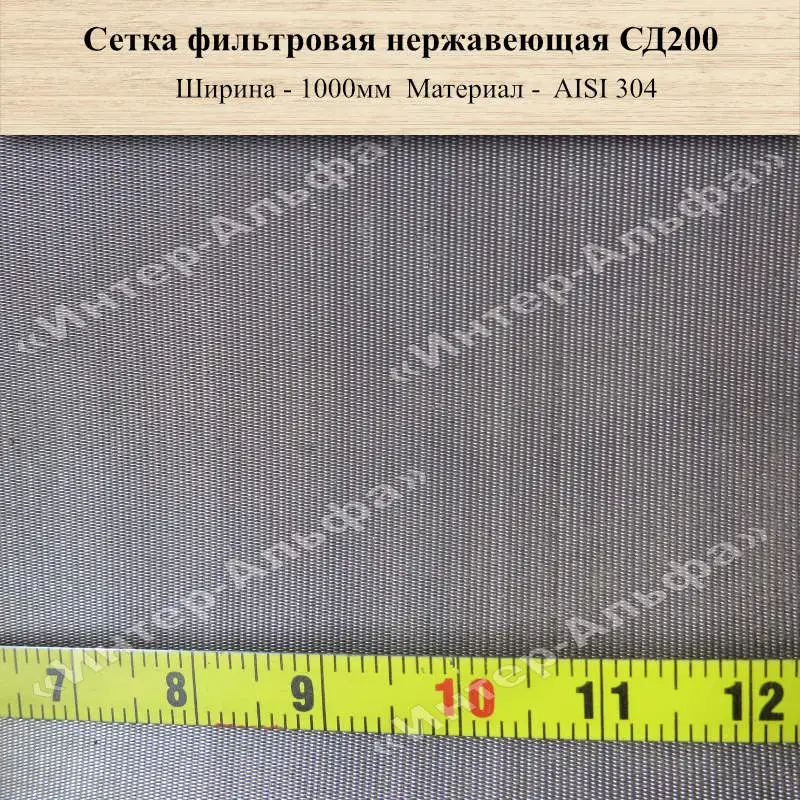 Сетка фильтровая нержавеющая СД200
Ширина - 1000мм Материал - AISI 304
«Интер-Альфа»
«Интер-Альфа»
«Интер-Альфа»
«Интер-Альфа»
7 8 9 10 11 12